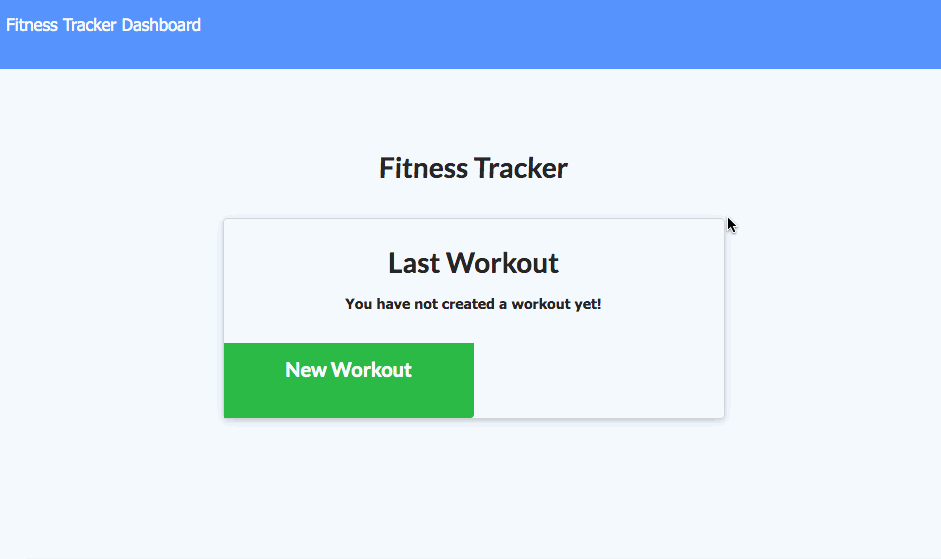 Fitness Tracker Dashboard
Fitness Tracker
Last Workout
You have not created a workout yet!
New Workout